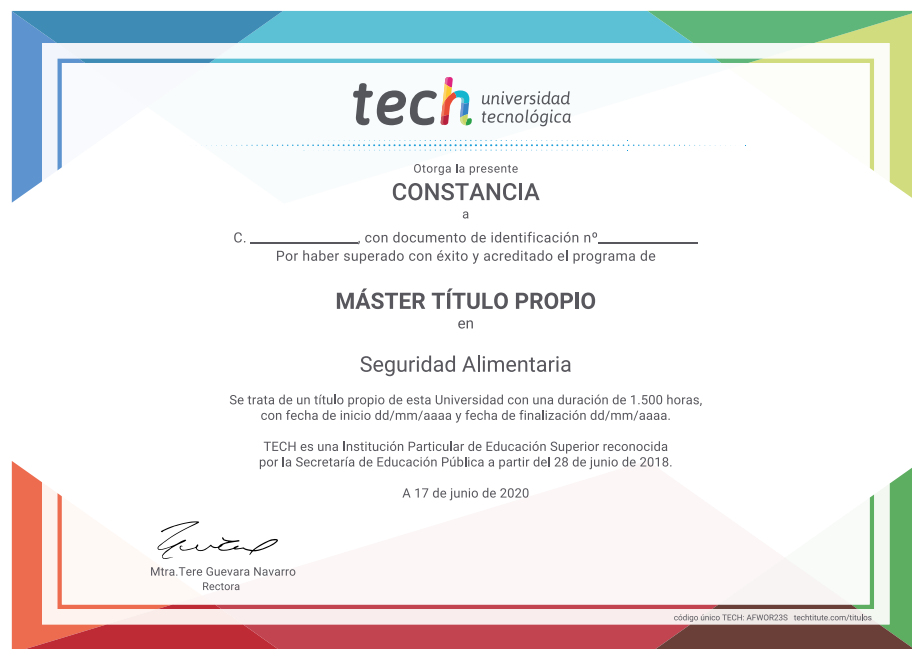 tech universidad
tecnológica
Otorga la presente
CONSTANCIA
a
C. ______________, con documento de identificación nº______________
Por haber superado con éxito y acreditado el programa de
MÁSTER TÍTULO PROPIO
en
Seguridad Alimentaria
Se trata de un título propio de esta Universidad con una duración de 1.500 horas,
con fecha de inicio dd/mm/aaaa y fecha de finalización dd/mm/aaaa.
TECH es una Institución Particular de Educación Superior reconocida
por la Secretaría de Educación Pública a partir del 28 de junio de 2018.
A 17 de junio de 2020
Mtra.Tere Guevara Navarro
Rectora
código único TECH: AFWOR23S techtitute.com/titulos